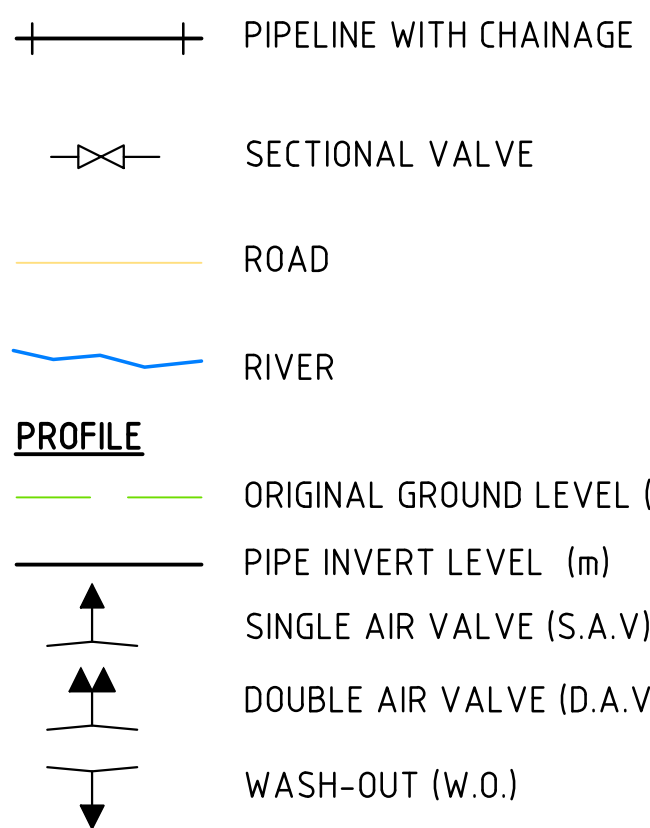 PIPELINE WITH CHAINAGE
SECTIONAL VALVE
ROAD
RIVER
PROFILE
ORIGINAL GROUND LEVEL (
PIPE INVERT LEVEL (m)
SINGLE AIR VALVE (S.A.V)
DOUBLE AIR VALVE (D.A.V
WASH-OUT (W.O.)